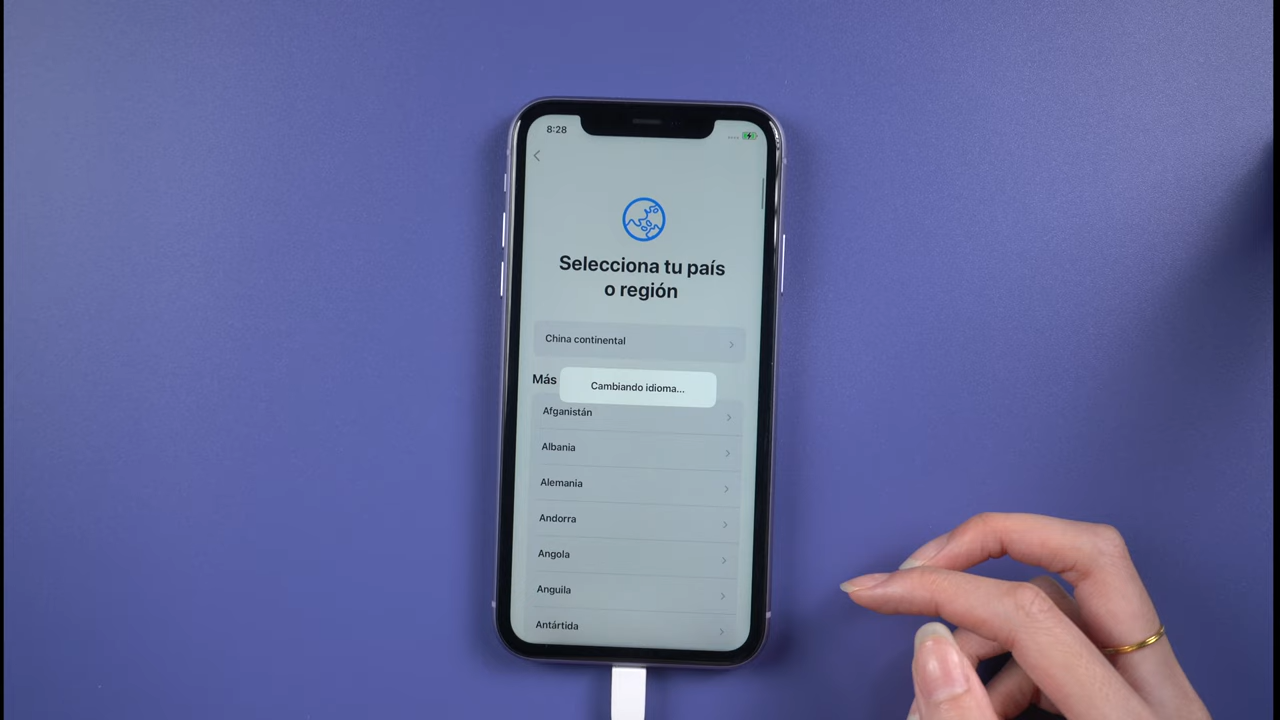 8:28
Selecciona tu país
o región
China continental
Más
Cambiando idioma...
Afganistán
Albania
Alemania
Andorra
Angola
Anguila
Antártida